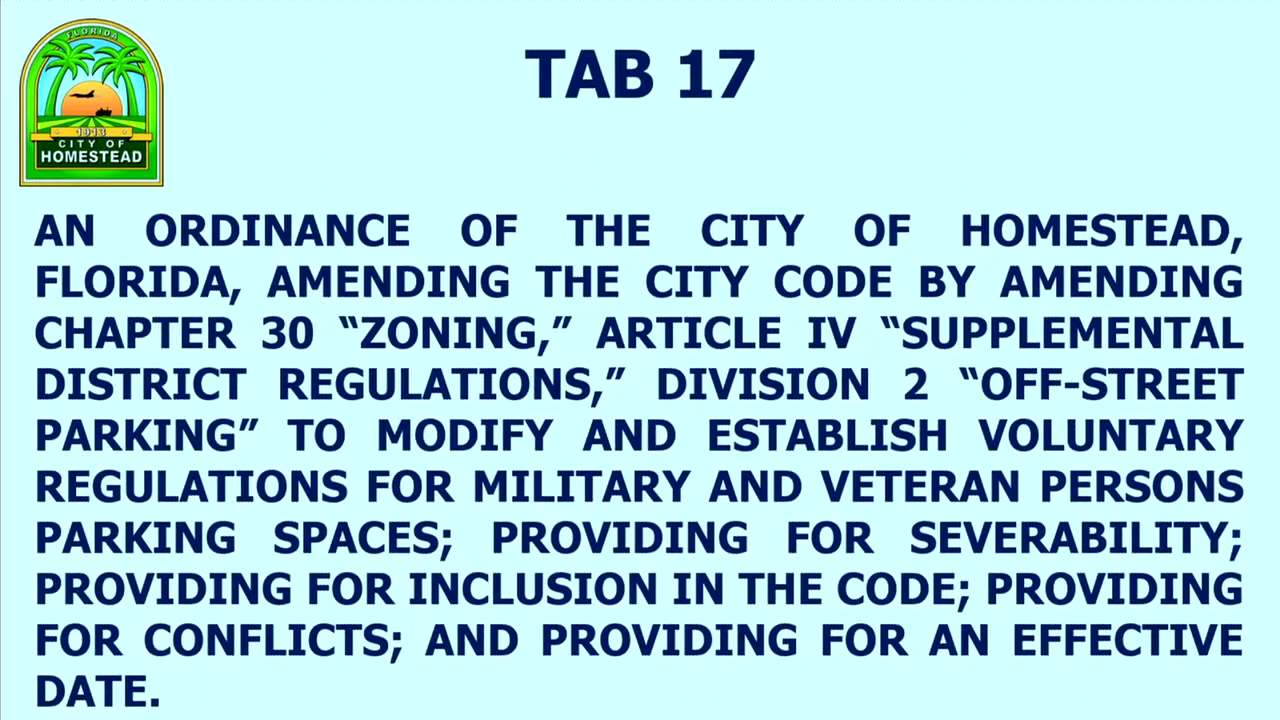 FLORIDA
1913
CITY OF
HOMESTEAD
TAB 17
AN ORDINANCE OF THE CITY OF HOMESTEAD,
FLORIDA, AMENDING THE CITY CODE BY AMENDING
CHAPTER 30 “ZONING,” ARTICLE IV “SUPPLEMENTAL
DISTRICT REGULATIONS,” DIVISION 2 “OFF-STREET
PARKING” TO MODIFY AND ESTABLISH VOLUNTARY
REGULATIONS FOR MILITARY AND VETERAN PERSONS
PARKING SPACES; PROVIDING FOR SEVERABILITY;
PROVIDING FOR INCLUSION IN THE CODE; PROVIDING
FOR CONFLICTS; AND PROVIDING FOR AN EFFECTIVE
DATE.